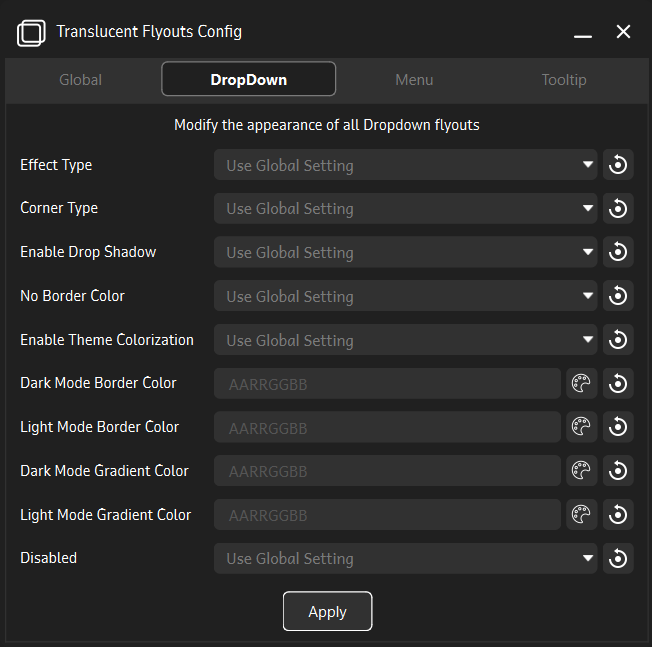 Translucent Flyouts Config
Global DropDown Menu Tooltip
Modify the appearance of all Dropdown flyouts
Effect Type Use Global Setting
Corner Type Use Global Setting
Enable Drop Shadow Use Global Setting
No Border Color Use Global Setting
Enable Theme Colorization Use Global Setting
Dark Mode Border Color AARRGGBB
Light Mode Border Color AARRGGBB
Dark Mode Gradient Color AARRGGBB
Light Mode Gradient Color AARRGGBB
Disabled Use Global Setting
Apply